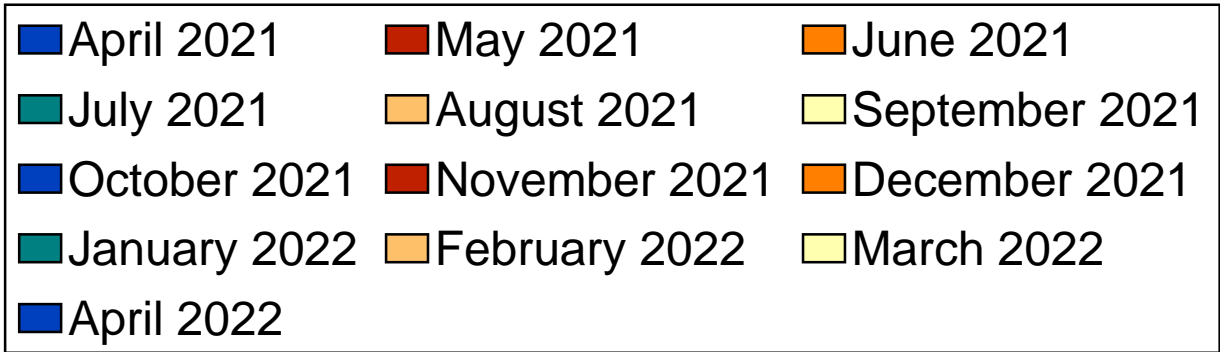 April 2021 May 2021 June 2021
July 2021 August 2021 September 2021
October 2021 November 2021 December 2021
January 2022 February 2022 March 2022
April 2022